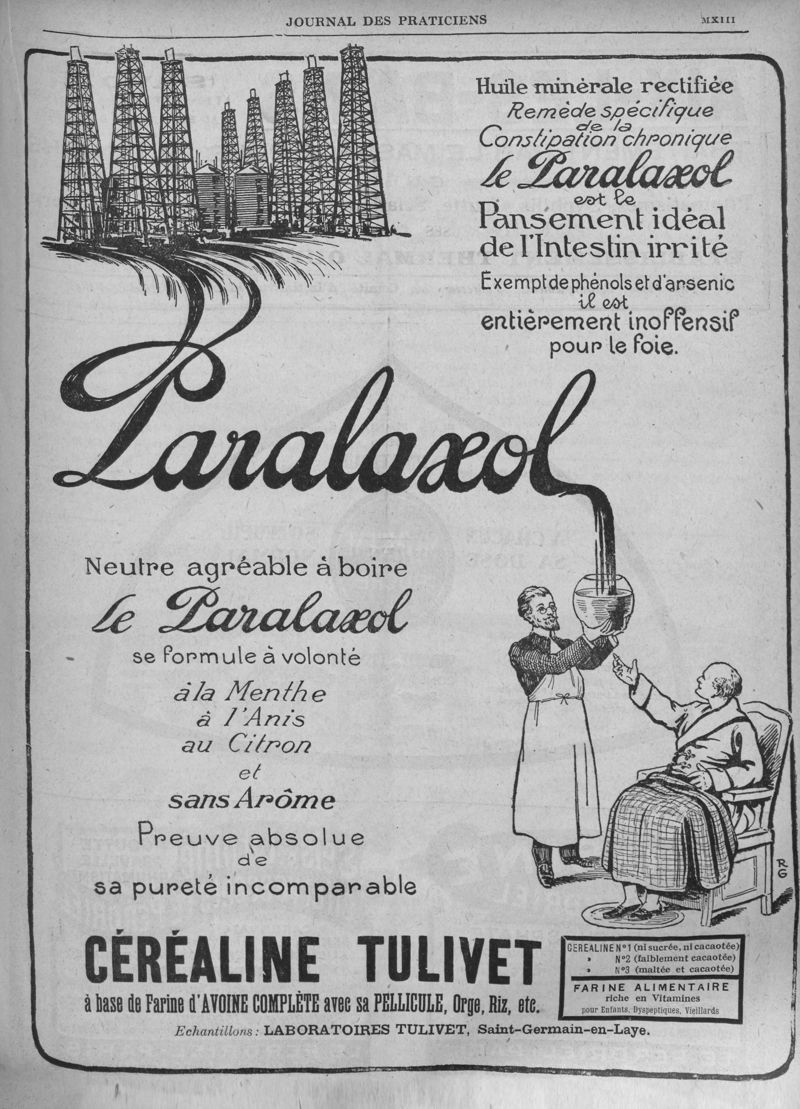 JOURNAL DES PRATICIENS MXIII
Huile minérale rectifiée
Remède spécifique
de la
Constipation chronique
le Paralaxol
est le
Pansement idéal
de l'Intestin irrité
Exempt de phénols et d'arsenic
il est
entièrement inoffensif
pour le foie.
Paralaxol
Neutre agréable à boire
le Paralaxol
se formule à volonté
à la Menthe
à l'Anis
au Citron
et
sans Arôme
Preuve absolue
de
sa pureté incomparable
RG
CÉRÉALINE TULIVET
à base de Farine d'AVOINE COMPLÈTE avec sa PELLICULE, Orge, Riz, etc.
CEREALINE N° 1 (ni sucrée, ni cacaotée)
» N° 2 (faiblement cacaotée)
» N° 3 (maltée et cacaotée)
FARINE ALIMENTAIRE
riche en Vitamines
pour Enfants, Dyspeptiques, Vieillards
Echantillons : LABORATOIRES TULIVET, Saint-Germain-en-Laye.